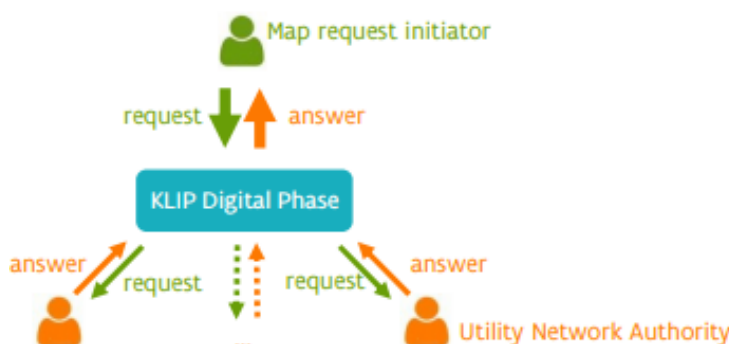 Map request initiator
request answer
KLIP Digital Phase
answer answer
request request
... Utility Network Authority